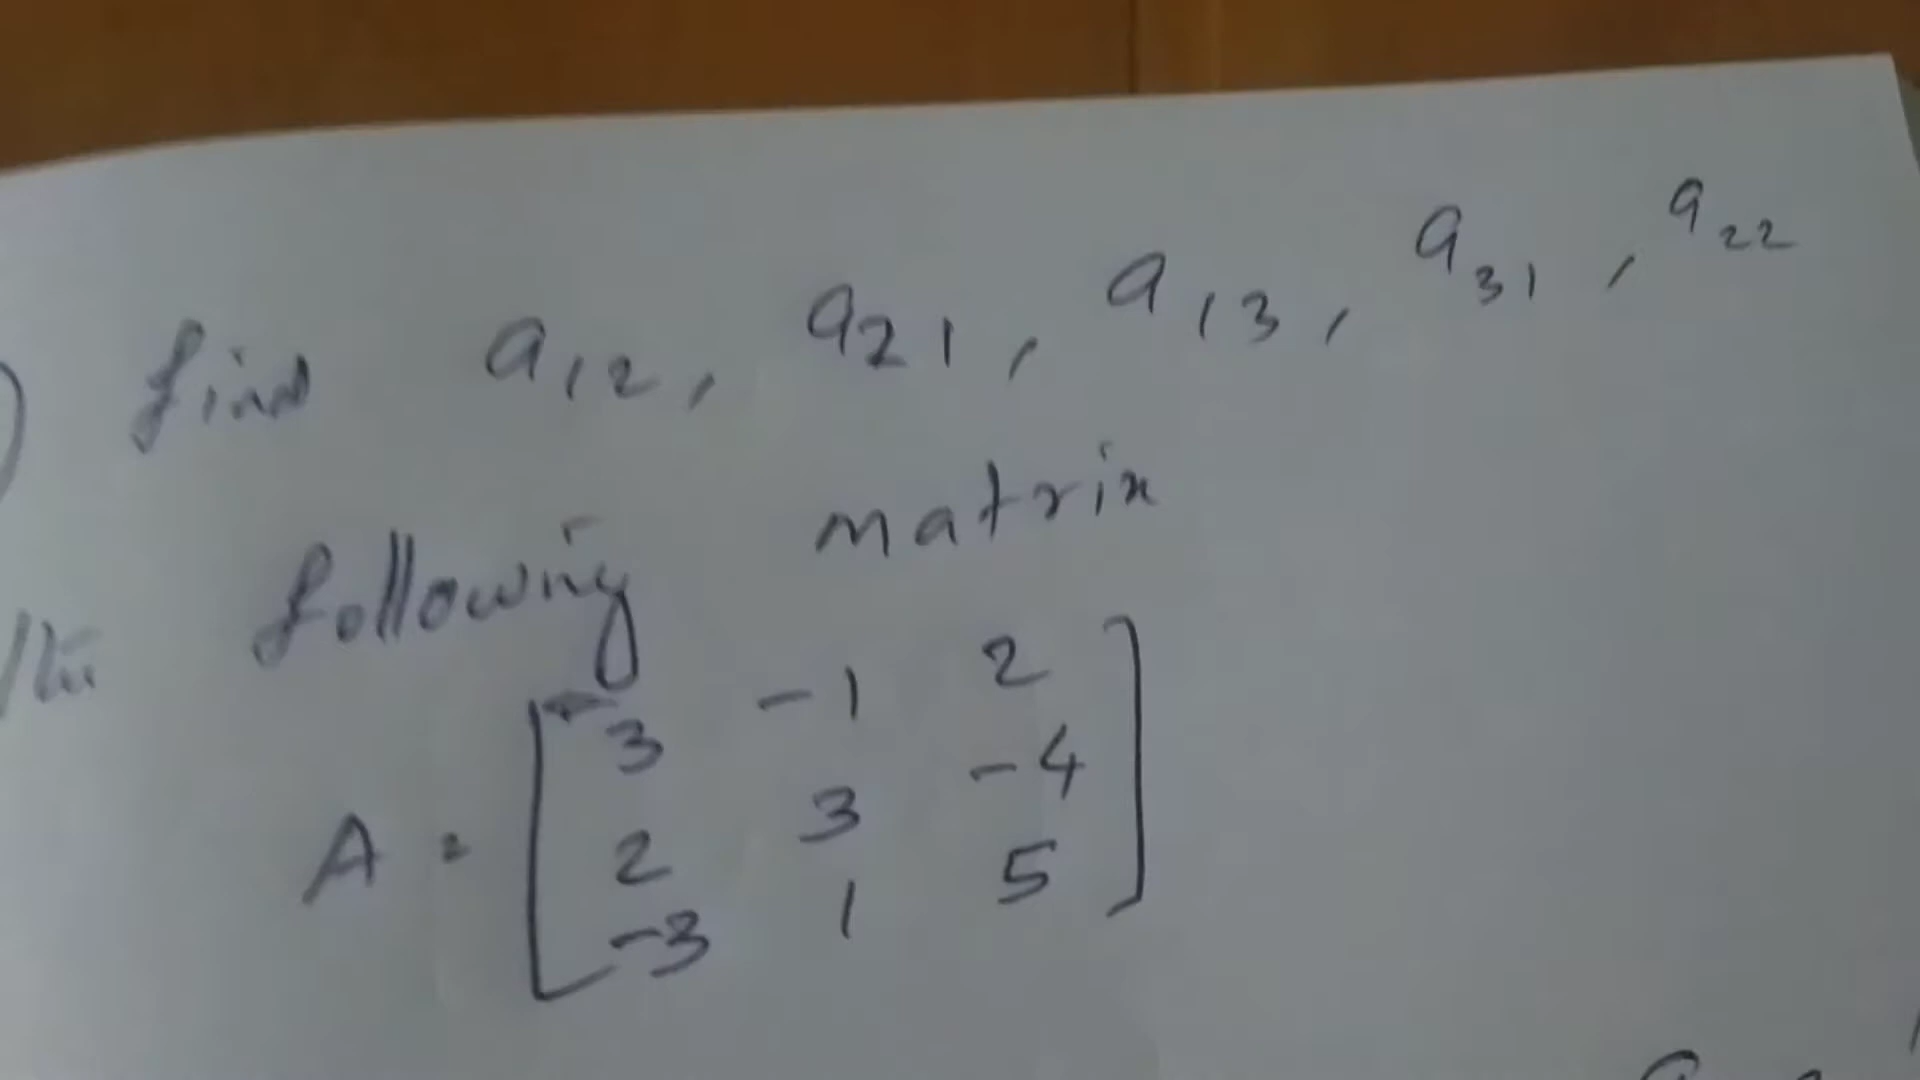 Find a12, a21, a13, a31, a22
following matrix
A = [ 3 -1 2
2 3 -4
-3 1 5 ]